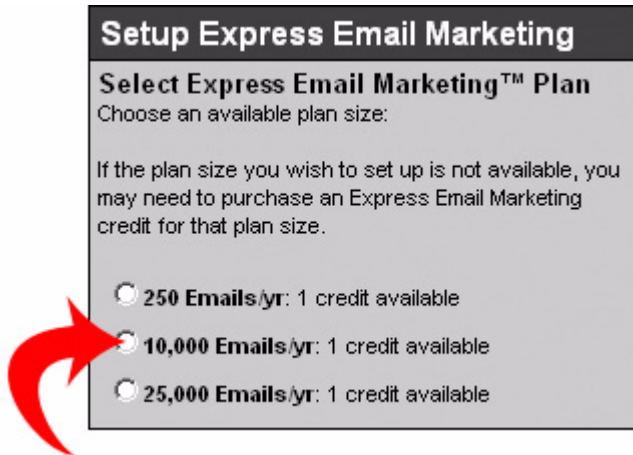 Setup Express Email Marketing
Select Express Email Marketing™ Plan
Choose an available plan size:
If the plan size you wish to set up is not available, you
may need to purchase an Express Email Marketing
credit for that plan size.
250 Emails/yr: 1 credit available
10,000 Emails/yr: 1 credit available
25,000 Emails/yr: 1 credit available